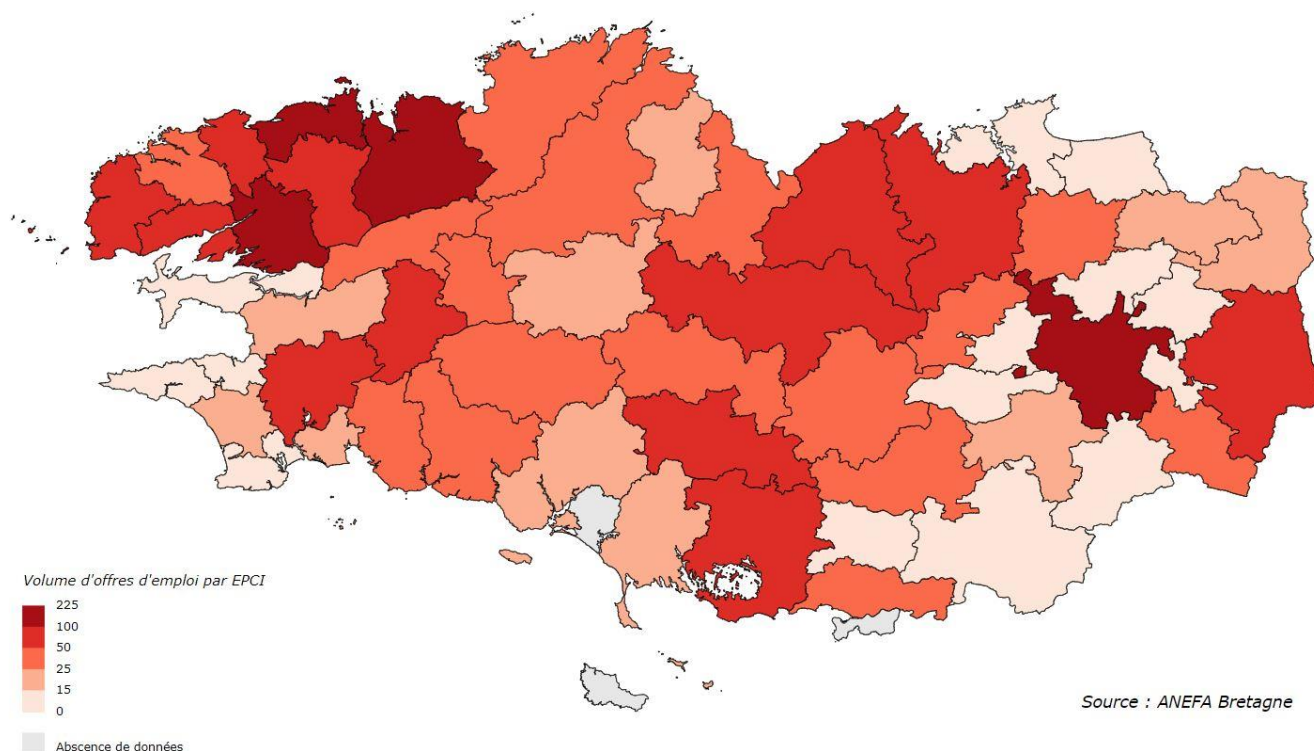 Volume d'offres d'emploi par EPCI
225
100
50
25
15
0
Abscence de données
Source : ANEFA Bretagne